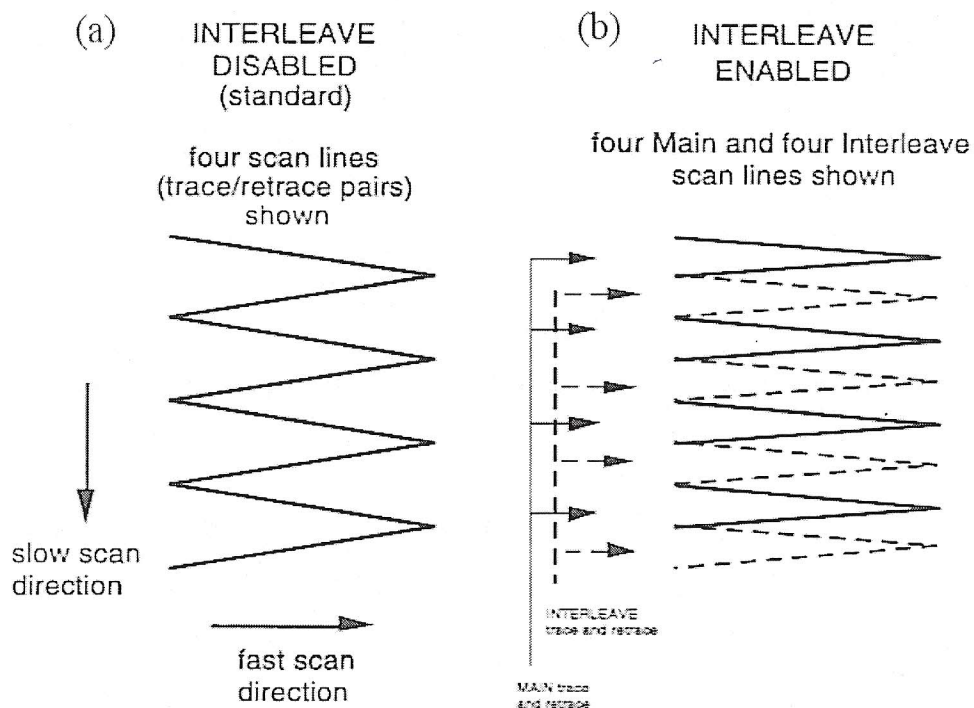 (a)
INTERLEAVE
DISABLED
(standard)
four scan lines
(trace/retrace pairs)
shown
slow scan
direction
fast scan
direction
(b)
INTERLEAVE
ENABLED
four Main and four Interleave
scan lines shown
INTERLEAVE
trace and retrace
MAIN trace
and retrace